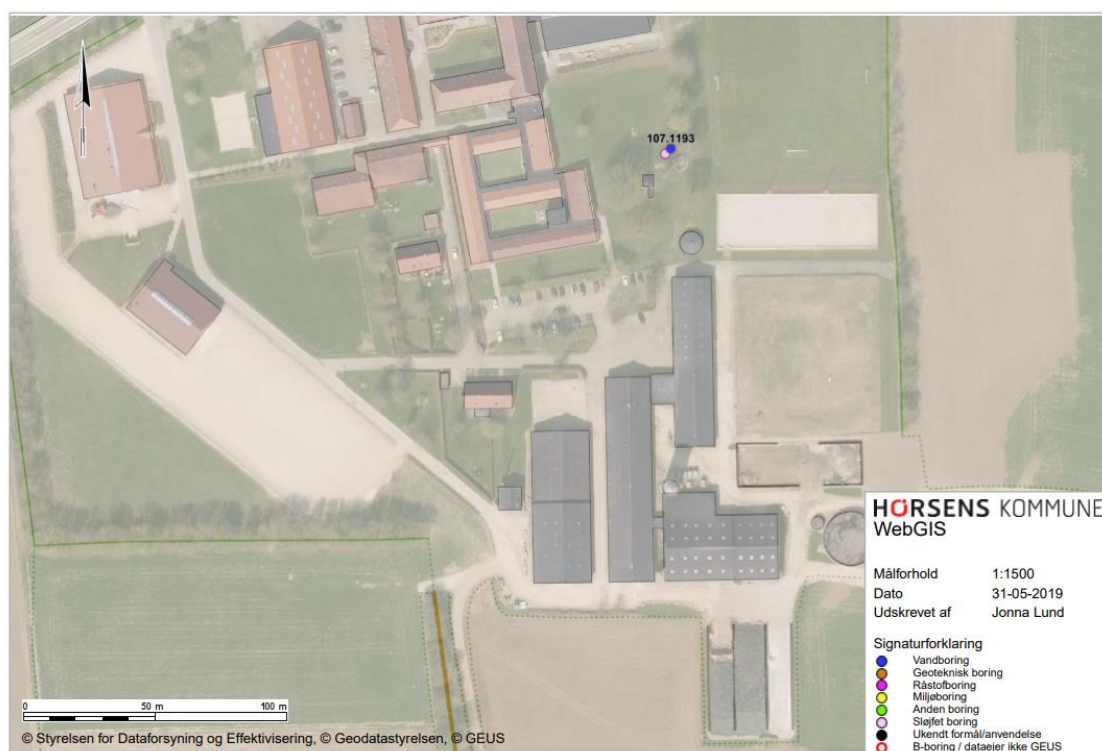 107.1193
HORSENS KOMMUNE
WebGIS
Målforhold 1:1500
Dato 31-05-2019
Udskrevet af Jonna Lund
Signaturforklaring
Vandboring
Geoteknisk boring
Råstofboring
Miljøboring
Anden boring
Sløjfet boring
Ukendt formål/anvendelse
B-boring / dataejer ikke GEUS
0 50 m 100 m
© Styrelsen for Dataforsyning og Effektivisering, © Geodatastyrelsen, © GEUS